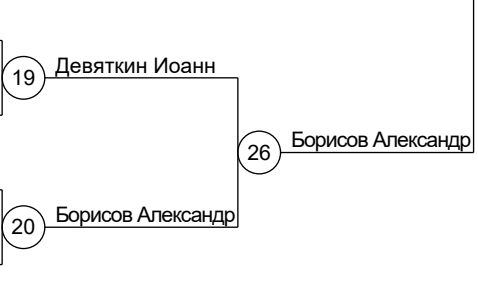 19 Девяткин Иоанн
26 Борисов Александр
20 Борисов Александр